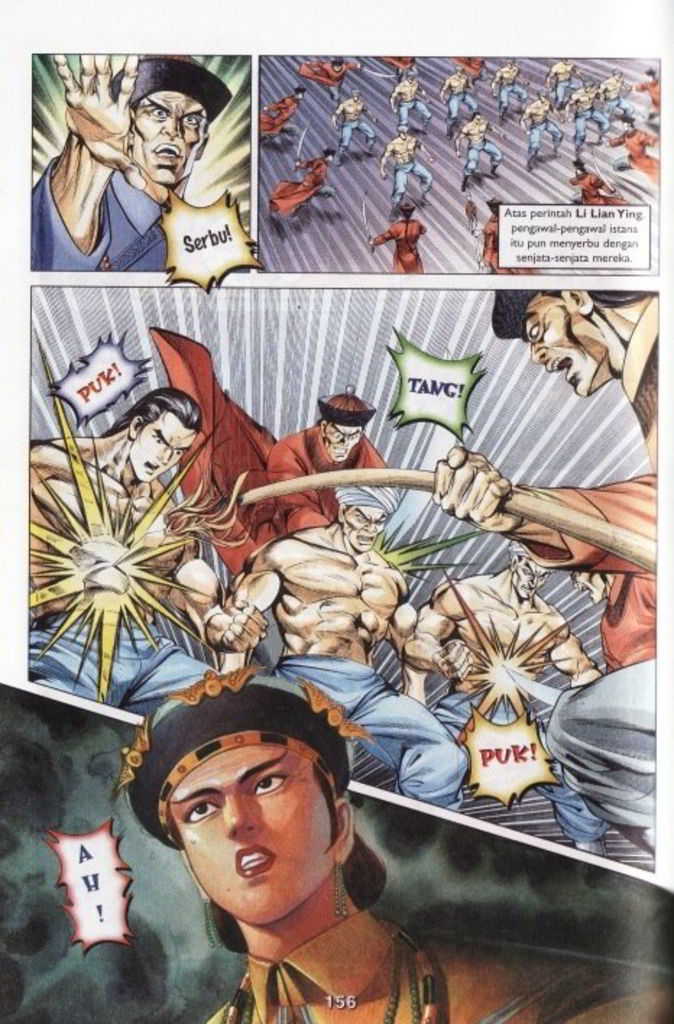 Serbu!
Atas perintah Li Lian Ying,
pengawal-pengawal istana
itu pun menyerbu dengan
senjata-senjata mereka.
PUK!
TANG!
PUK!
AH!
156